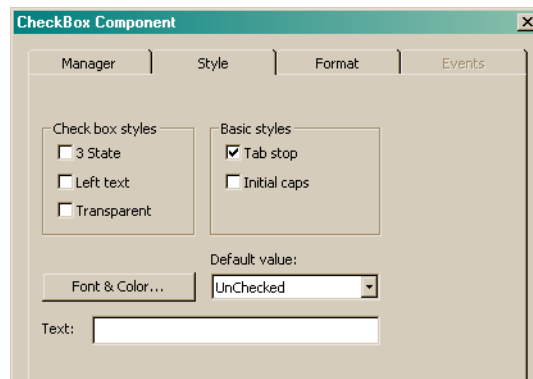 CheckBox Component
Manager Style Format Events
Check box styles
3 State
Left text
Transparent
Basic styles
Tab stop
Initial caps
Default value:
Font & Color... UnChecked
Text: